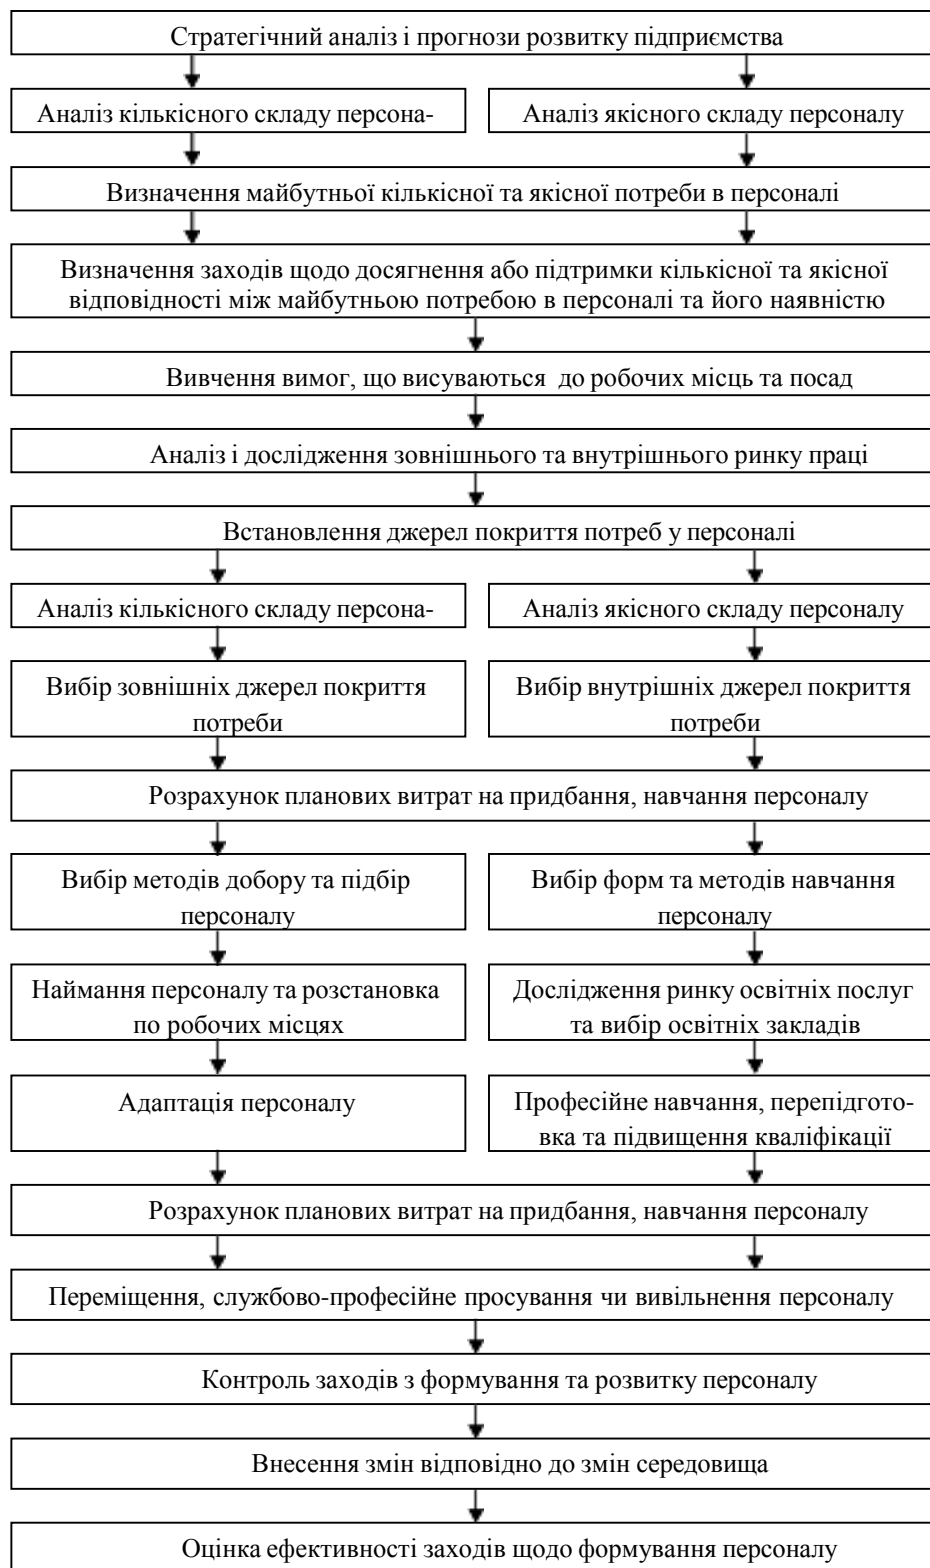 Стратегічний аналіз і прогнози розвитку підприємства
Аналіз кількісного складу персона-
Аналіз якісного складу персоналу
Визначення майбутньої кількісної та якісної потреби в персоналі
Визначення заходів щодо досягнення або підтримки кількісної та якісної
відповідності між майбутньою потребою в персоналі та його наявністю
Вивчення вимог, що висуваються до робочих місць та посад
Аналіз і дослідження зовнішнього та внутрішнього ринку праці
Встановлення джерел покриття потреб у персоналі
Аналіз кількісного складу персона-
Аналіз якісного складу персоналу
Вибір зовнішніх джерел покриття
потреби
Вибір внутрішніх джерел покриття
потреби
Розрахунок планових витрат на придбання, навчання персоналу
Вибір методів добору та підбір
персоналу
Вибір форм та методів навчання
персоналу
Наймання персоналу та розстановка
по робочих місцях
Дослідження ринку освітніх послуг
та вибір освітніх закладів
Адаптація персоналу
Професійне навчання, перепідгото-
вка та підвищення кваліфікації
Розрахунок планових витрат на придбання, навчання персоналу
Переміщення, службово-професійне просування чи вивільнення персоналу
Контроль заходів з формування та розвитку персоналу
Внесення змін відповідно до змін середовища
Оцінка ефективності заходів щодо формування персоналу